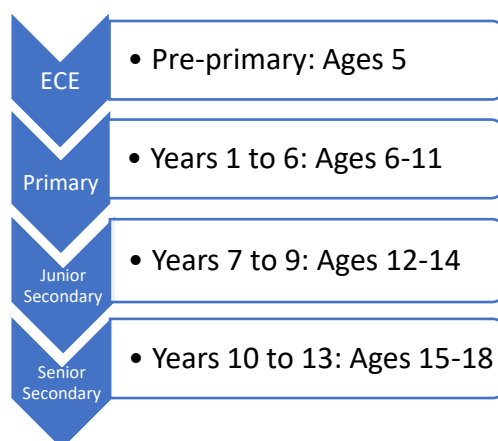 ECE
• Pre-primary: Ages 5
Primary
• Years 1 to 6: Ages 6-11
Junior
Secondary
• Years 7 to 9: Ages 12-14
Senior
Secondary
• Years 10 to 13: Ages 15-18